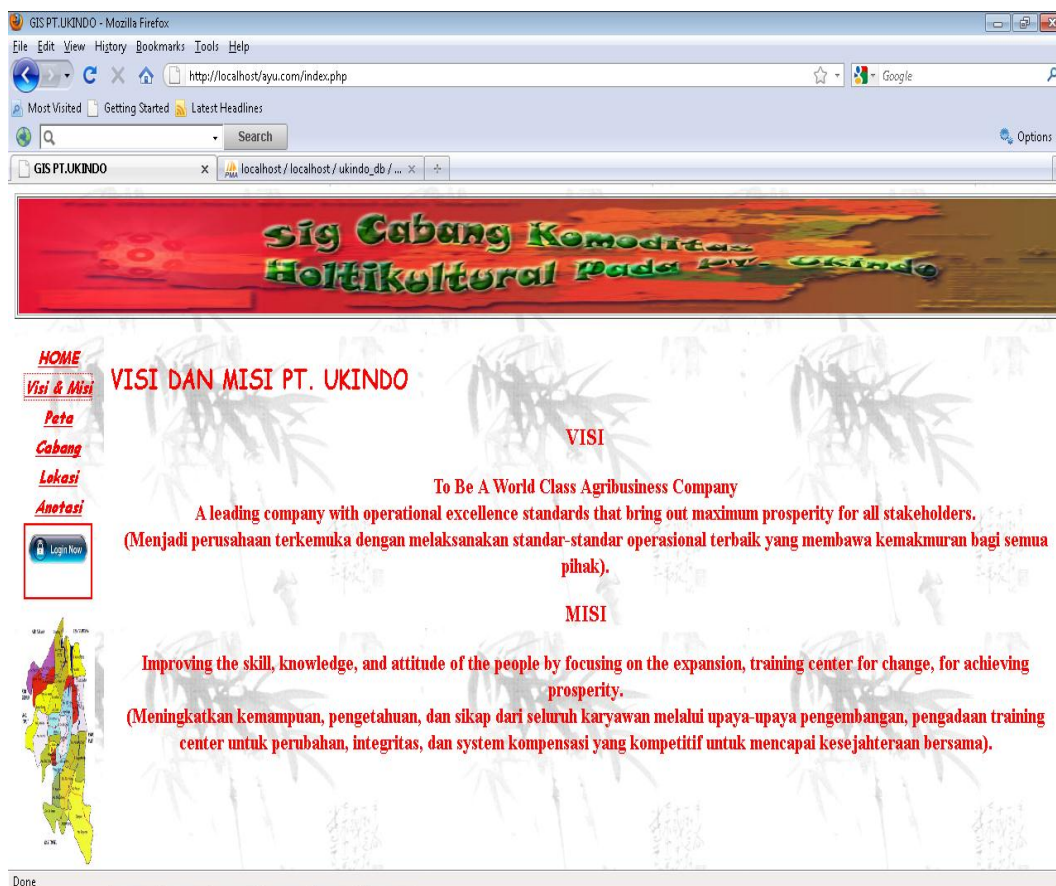 GIS PT.UKINDO - Mozilla Firefox
File Edit View History Bookmarks Tools Help
http://localhost/ayu.com/index.php
Google
Most Visited Getting Started Latest Headlines
Search
Options
GIS PT.UKINDO
localhost / localhost / ukindo_db / ...
Sig Cabang Komoditas
Holtikultural Pada PT. Ukindo
HOME
Visi & Misi
Peta
Cabang
Lokasi
Anotasi
Login Now
VISI DAN MISI PT. UKINDO
VISI
To Be A World Class Agribusiness Company
A leading company with operational excellence standards that bring out maximum prosperity for all stakeholders.
(Menjadi perusahaan terkemuka dengan melaksanakan standar-standar operasional terbaik yang membawa kemakmuran bagi semua
pihak).
MISI
Improving the skill, knowledge, and attitude of the people by focusing on the expansion, training center for change, for achieving
prosperity.
(Meningkatkan kemampuan, pengetahuan, dan sikap dari seluruh karyawan melalui upaya-upaya pengembangan, pengadaan training
center untuk perubahan, integritas, dan system kompensasi yang kompetitif untuk mencapai kesejahteraan bersama).
Done